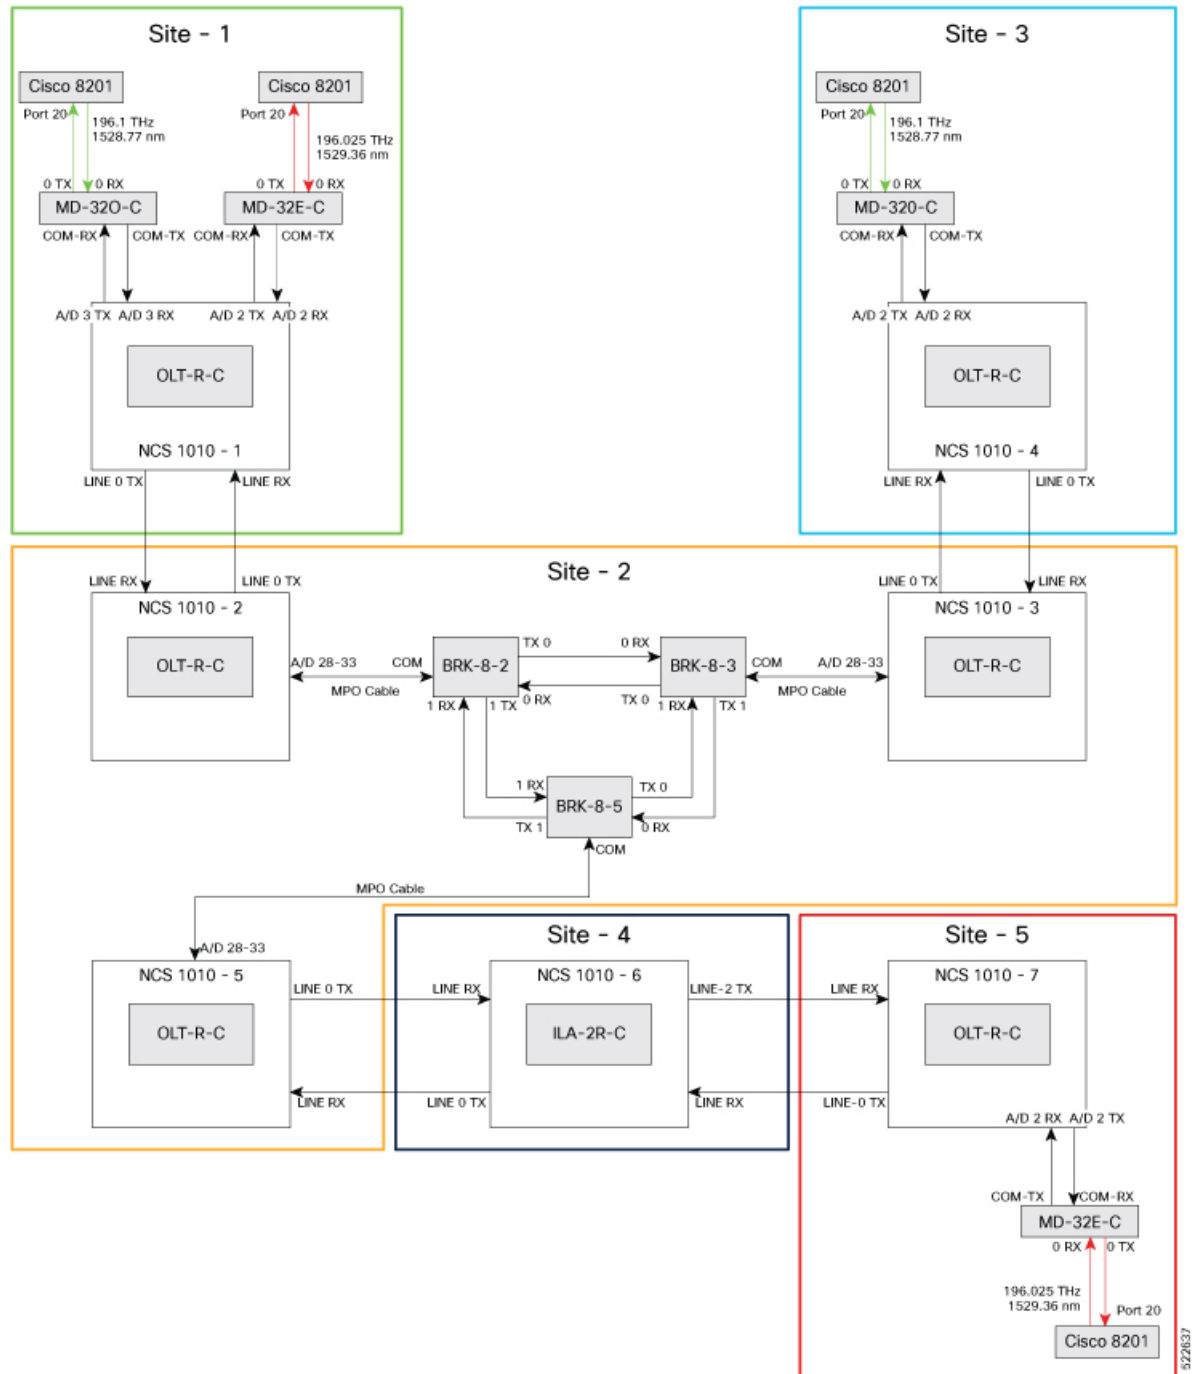 Site - 1
Cisco 8201
Cisco 8201
Port 20
196.1 THz
1528.77 nm
Port 20
196.025 THz
1529.36 nm
0 TX
0 RX
0 TX
0 RX
MD-32O-C
MD-32E-C
COM-RX
COM-TX
COM-RX
COM-TX
A/D 3 TX
A/D 3 RX
A/D 2 TX
A/D 2 RX
OLT-R-C
NCS 1010 - 1
LINE 0 TX
LINE RX
Site - 3
Cisco 8201
Port 20
196.1 THz
1528.77 nm
0 TX
0 RX
MD-320-C
COM-RX
COM-TX
A/D 2 TX
A/D 2 RX
OLT-R-C
NCS 1010 - 4
LINE RX
LINE 0 TX
Site - 2
LINE RX
LINE 0 TX
NCS 1010 - 2
OLT-R-C
A/D 28-33
COM
MPO Cable
BRK-8-2
TX 0
0 RX
BRK-8-3
0 RX
TX 0
1 RX
1 TX
1 RX
TX 1
COM
A/D 28-33
MPO Cable
LINE 0 TX
LINE RX
NCS 1010 - 3
OLT-R-C
1 RX
TX 0
BRK-8-5
TX 1
0 RX
COM
MPO Cable
A/D 28-33
NCS 1010 - 5
OLT-R-C
LINE 0 TX
LINE RX
Site - 4
LINE RX
NCS 1010 - 6
LINE-2 TX
ILA-2R-C
LINE 0 TX
LINE RX
Site - 5
LINE RX
NCS 1010 - 7
OLT-R-C
LINE-0 TX
A/D 2 RX
A/D 2 TX
COM-TX
COM-RX
MD-32E-C
0 RX
0 TX
196.025 THz
1529.36 nm
Port 20
Cisco 8201
522637